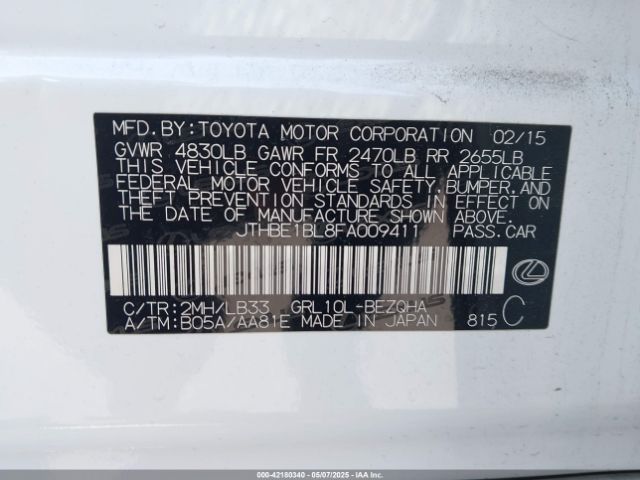 MFD.BY:TOYOTA MOTOR CORPORATION 02/15
GVWR 4830LB GAWR FR 2470LB RR 2655LB
THIS VEHICLE CONFORMS TO ALL APPLICABLE
FEDERAL MOTOR VEHICLE SAFETY,BUMPER,AND
THEFT PREVENTION STANDARDS IN EFFECT ON
THE DATE OF MANUFACTURE SHOWN ABOVE.
JTHBE1BL8FA009411 PASS.CAR
C/TR:2MH/LB33 GRL10L-BEZQHA
A/TM:B05A/AA81E MADE IN JAPAN 815 C
000-42180340 - 05/07/2025 - IAAI.COM